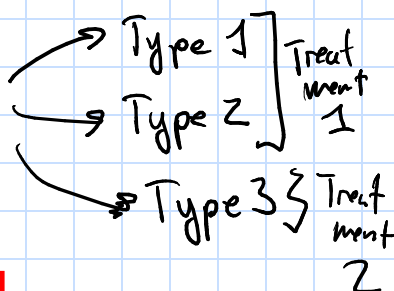 Type 1
Type 2
Treat
ment
1
Type 3
Treat
ment
2